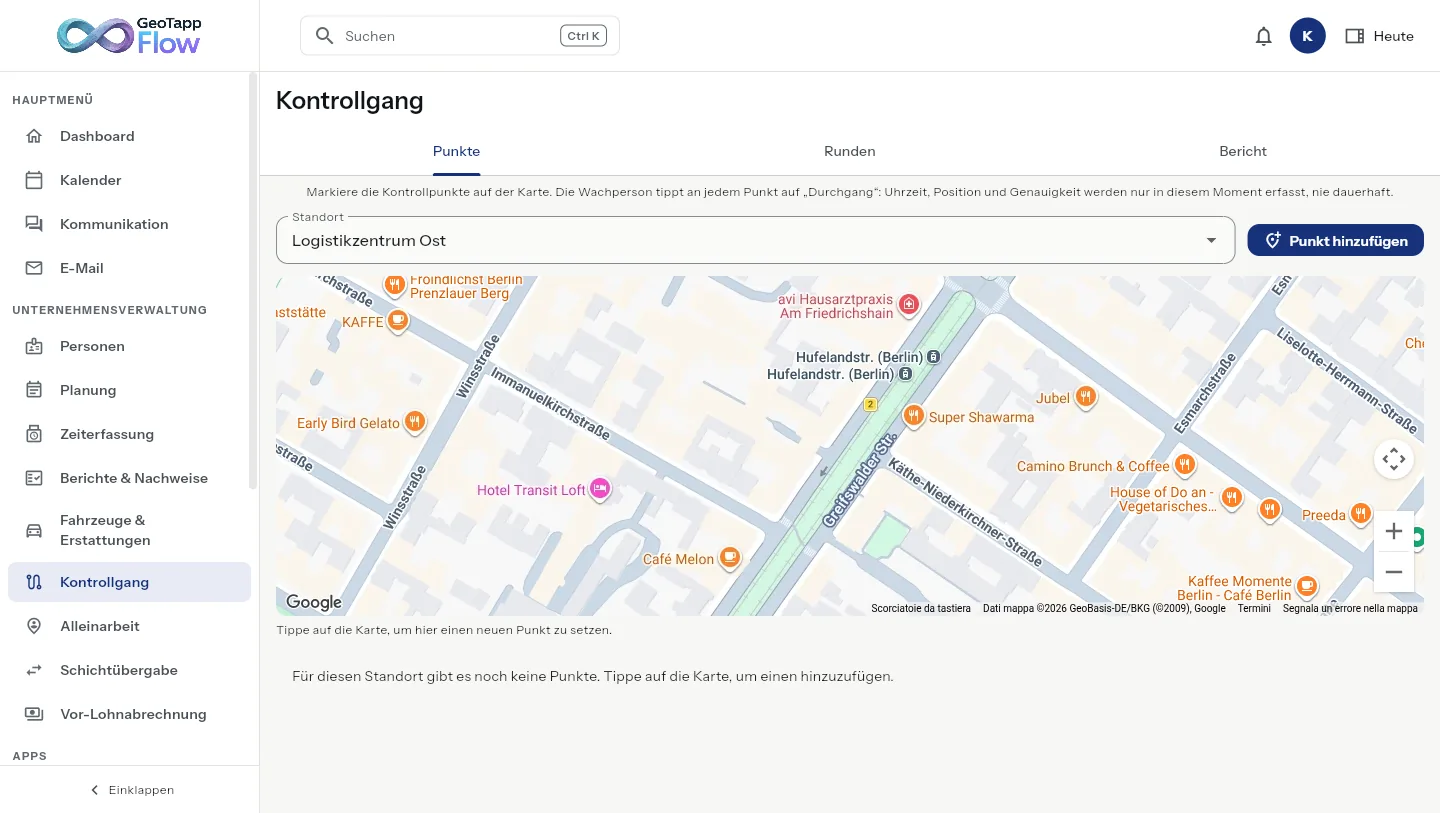 GeoTapp
Flow
Suchen
Ctrl K
K
Heute
HAUPTMENÜ
Dashboard
Kalender
Kommunikation
E-Mail
UNTERNEHMENSVERWALTUNG
Personen
Planung
Zeiterfassung
Berichte & Nachweise
Fahrzeuge &
Erstattungen
Kontrollgang
Alleinarbeit
Schichtübergabe
Vor-Lohnabrechnung
APPS
Einklappen
Kontrollgang
Punkte
Runden
Bericht
Markiere die Kontrollpunkte auf der Karte. Die Wachperson tippt an jedem Punkt auf „Durchgang“: Uhrzeit, Position und Genauigkeit werden nur in diesem Moment erfasst, nie dauerhaft.
Standort
Logistikzentrum Ost
Punkt hinzufügen
Froindlichst Berlin
Prenzlauer Berg
KAFFE
Winsstraße
Immanuelkirchstraße
Early Bird Gelato
Winsstraße
Hotel Transit Loft
Café Melon
avi Hausarztpraxis
Am Friedrichshain
Hufelandstr. (Berlin)
Hufelandstr. (Berlin)
2
Super Shawarma
Greifswalder Str.
Käthe-Niederkirchner-Straße
Jubel
Esmarchstraße
Liselotte-Herrmann-Straße
Camino Brunch & Coffee
House of Do an -
Vegetarisches...
Preeda
Kaffee Momente
Berlin - Café Berlin
Google
Scorciatoie da tastiera
Dati mappa ©2026 GeoBasis-DE/BKG (©2009), Google
Termini
Segnala un errore nella mappa
Tippe auf die Karte, um hier einen neuen Punkt zu setzen.
Für diesen Standort gibt es noch keine Punkte. Tippe auf die Karte, um einen hinzuzufügen.